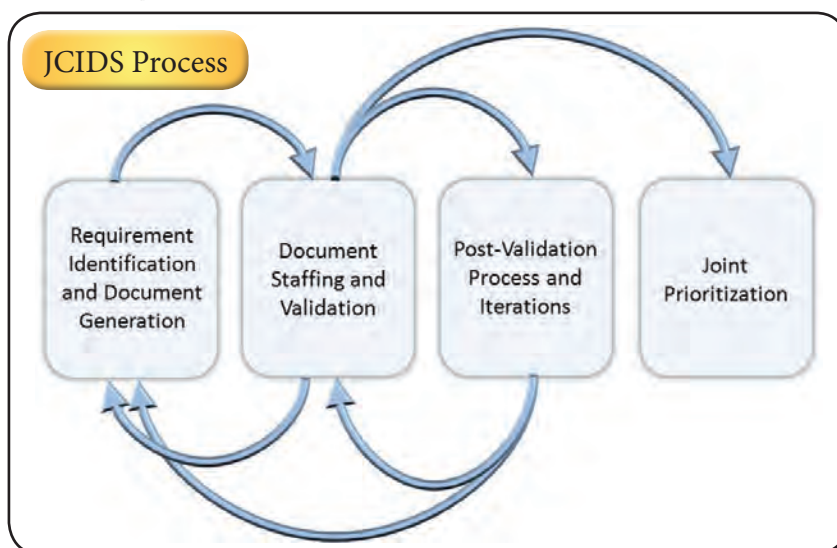 JCIDS Process
Requirement
Identification
and Document
Generation
Document
Staffing and
Validation
Post-Validation
Process and
Iterations
Joint
Prioritization